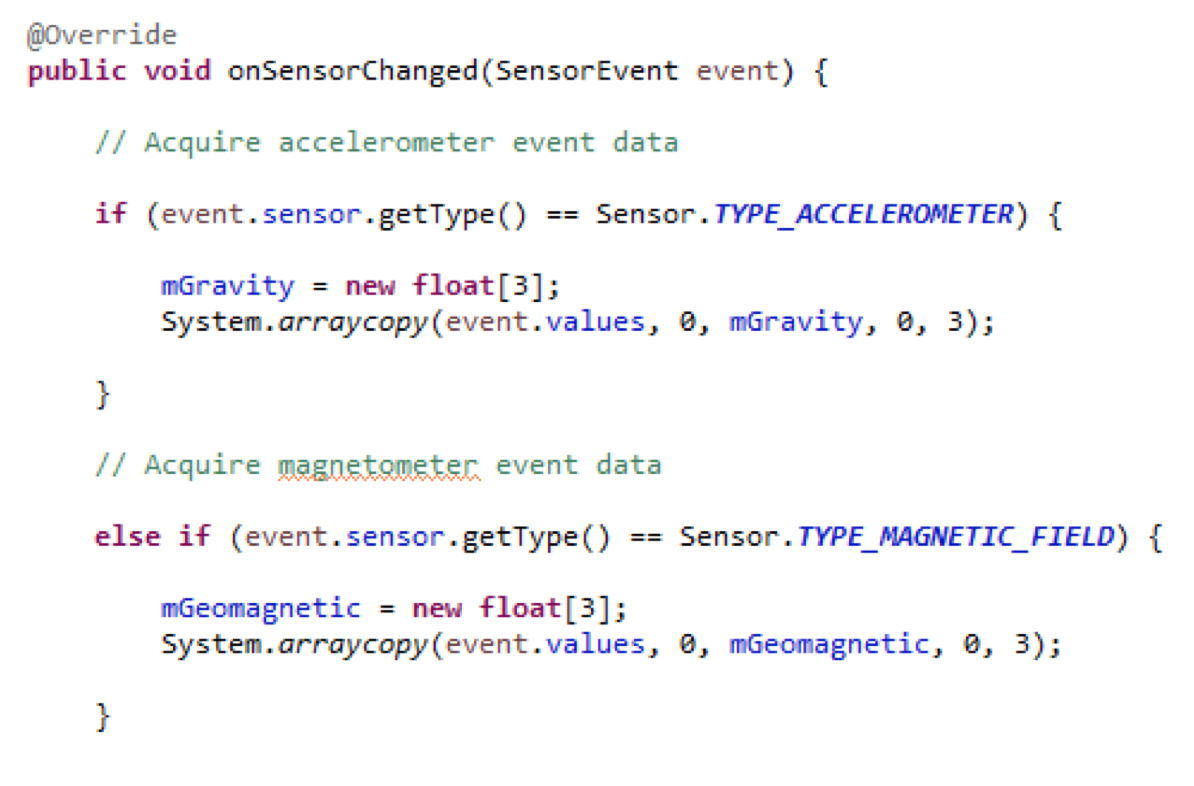 @Override
public void onSensorChanged(SensorEvent event) {
// Acquire accelerometer event data
if (event.sensor.getType() == Sensor.TYPE_ACCELEROMETER) {
mGravity = new float[3];
System.arraycopy(event.values, 0, mGravity, 0, 3);
}
// Acquire magnetometer event data
else if (event.sensor.getType() == Sensor.TYPE_MAGNETIC_FIELD) {
mGeomagnetic = new float[3];
System.arraycopy(event.values, 0, mGeomagnetic, 0, 3);
}